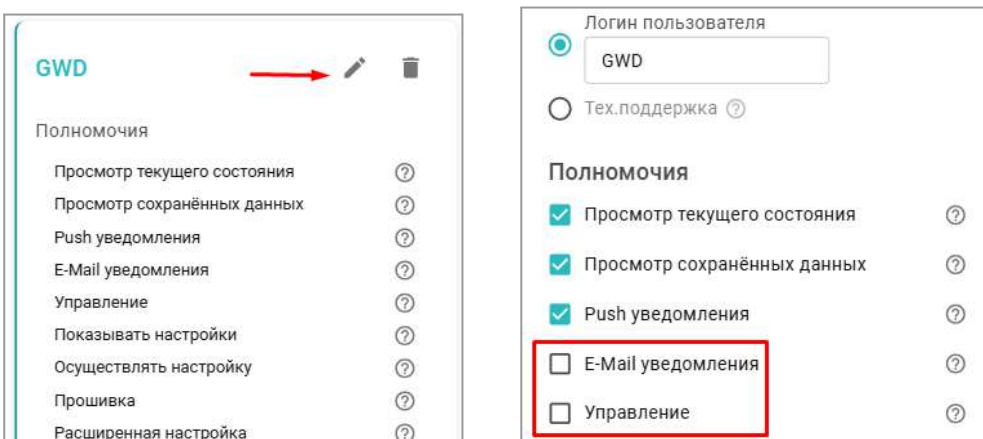 GWD
Полномочия
Просмотр текущего состояния
Просмотр сохранённых данных
Push уведомления
E-Mail уведомления
Управление
Показывать настройки
Осуществлять настройку
Прошивка
Расширенная настройка
Логин пользователя
GWD
Тех.поддержка
Полномочия
Просмотр текущего состояния
Просмотр сохранённых данных
Push уведомления
E-Mail уведомления
Управление